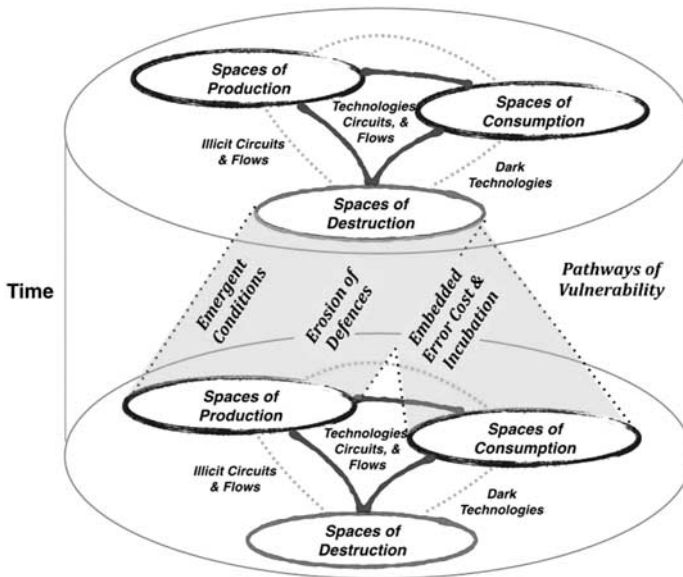 Spaces of
Production
Technologies
Circuits, &
Flows
Spaces of
Consumption
Illicit Circuits
& Flows
Dark
Technologies
Spaces of
Destruction
Time
Emergent
Conditions
Erosion of
Defences
Embedded
Error Cost &
Incubation
Pathways of
Vulnerability
Spaces of
Production
Technologies
Circuits, &
Flows
Spaces of
Consumption
Illicit Circuits
& Flows
Dark
Technologies
Spaces of
Destruction